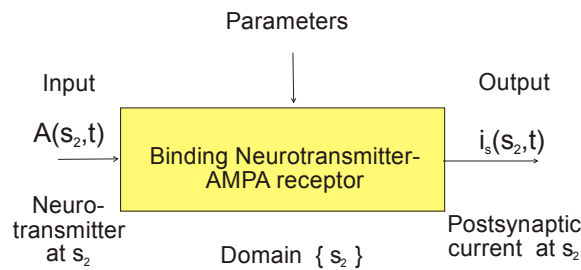 Parameters
Input
Output
A(s₂,t)
Binding Neurotransmitter-
AMPA receptor
iₛ(s₂,t)
Neuro-
transmitter
at s₂
Domain { s₂ }
Postsynaptic
current at s₂